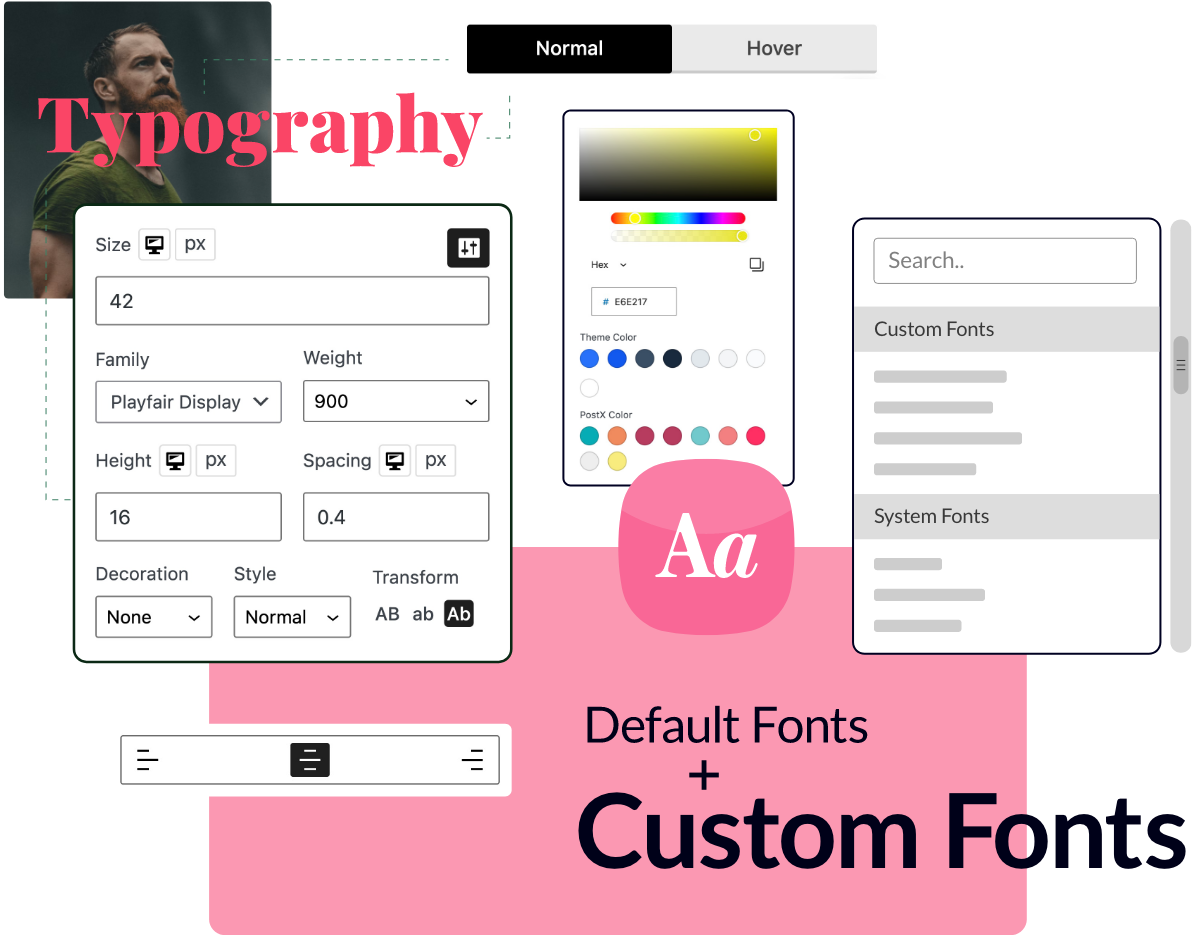 Normal Hover
Typography
Size px
42
Family Weight
Playfair Display 900
Height px Spacing px
16 0.4
Decoration Style Transform
None Normal AB ab Ab
Hex
# E6E217
Theme Color
PostX Color
Aa
Search..
Custom Fonts
System Fonts
Default Fonts
+
Custom Fonts